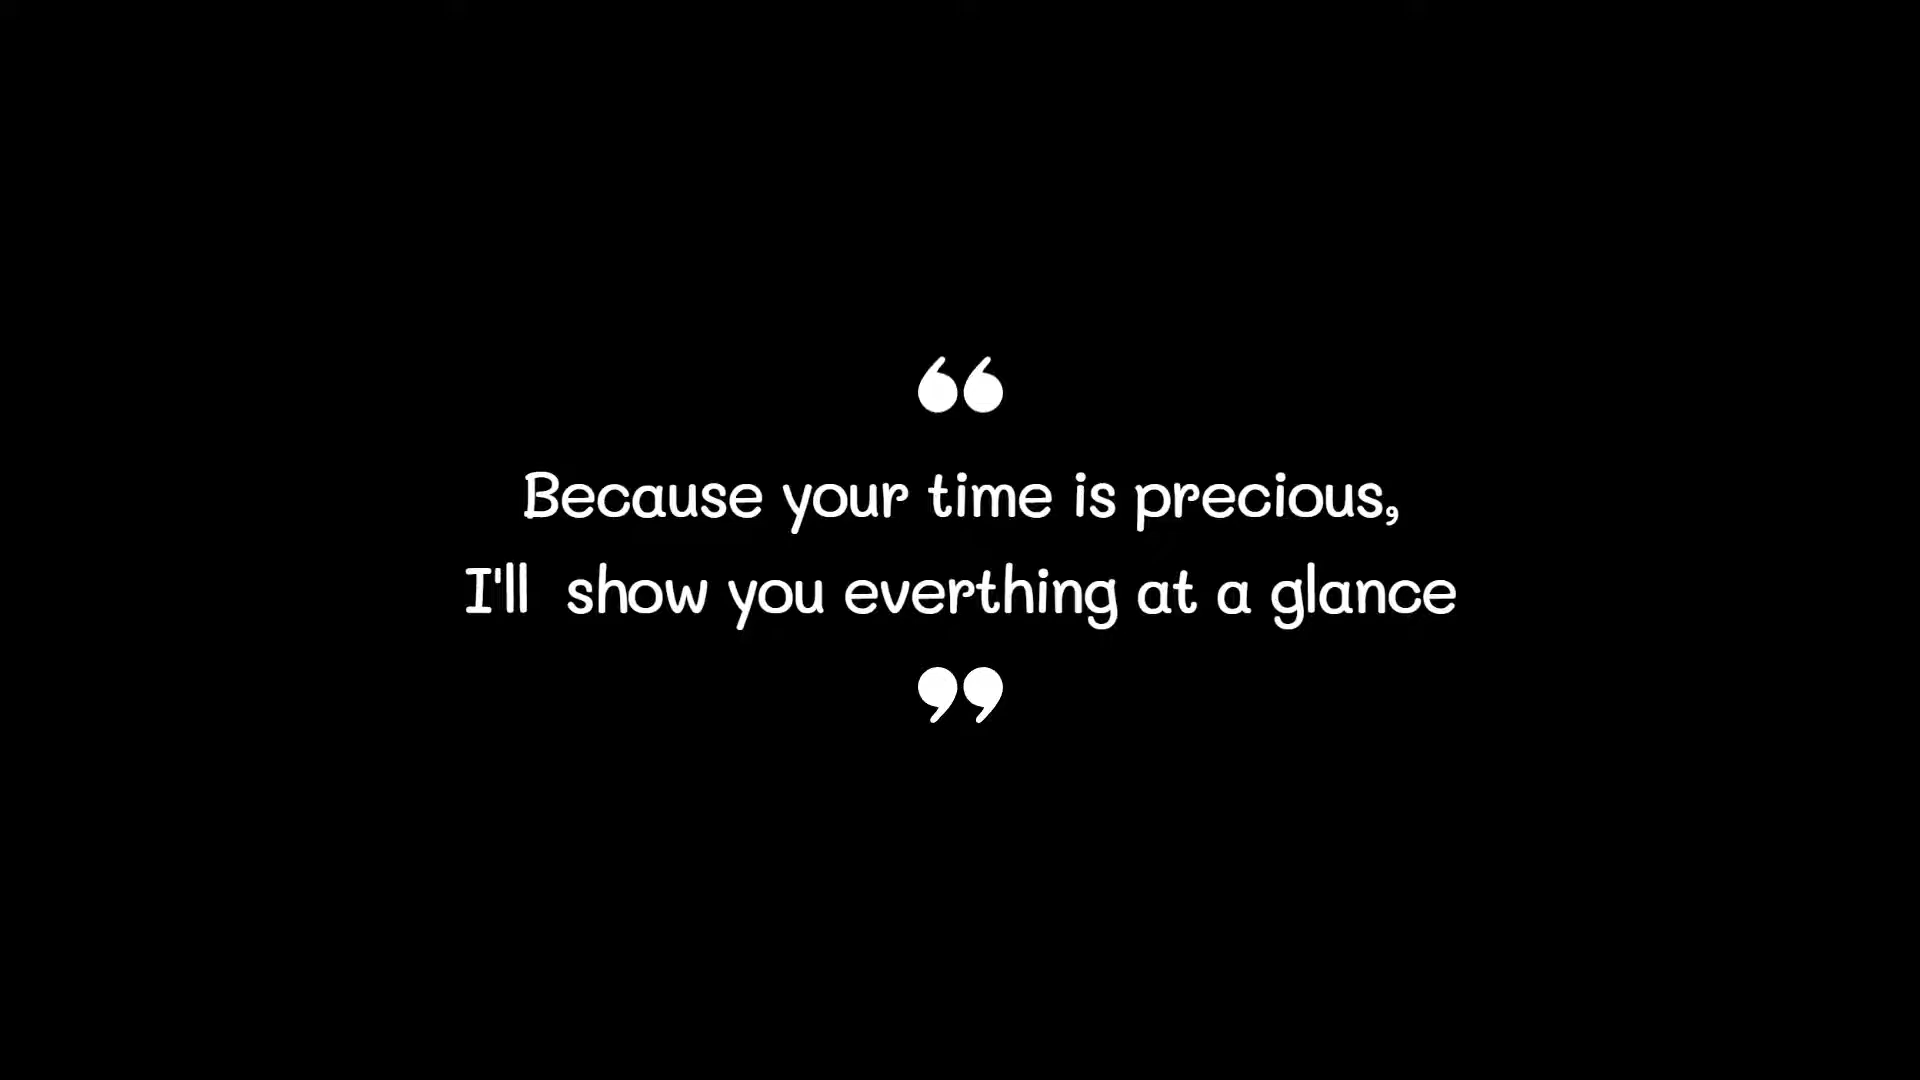 “
Because your time is precious,
I'll  show you everthing at a glance
”